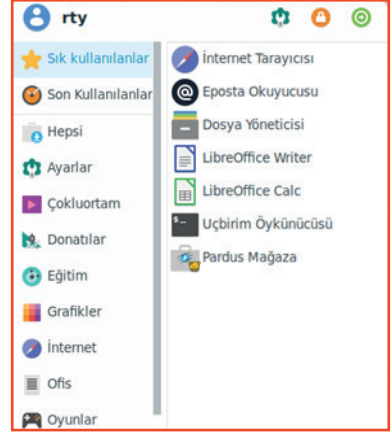 rty
Sık kullanılanlar
Son Kullanılanlar
Hepsi
Ayarlar
Çokluortam
Donatılar
Eğitim
Grafikler
İnternet
Ofis
Oyunlar
İnternet Tarayıcısı
Eposta Okuyucusu
Dosya Yöneticisi
LibreOffice Writer
LibreOffice Calc
Uçbirim Öykünücüsü
Pardus Mağaza